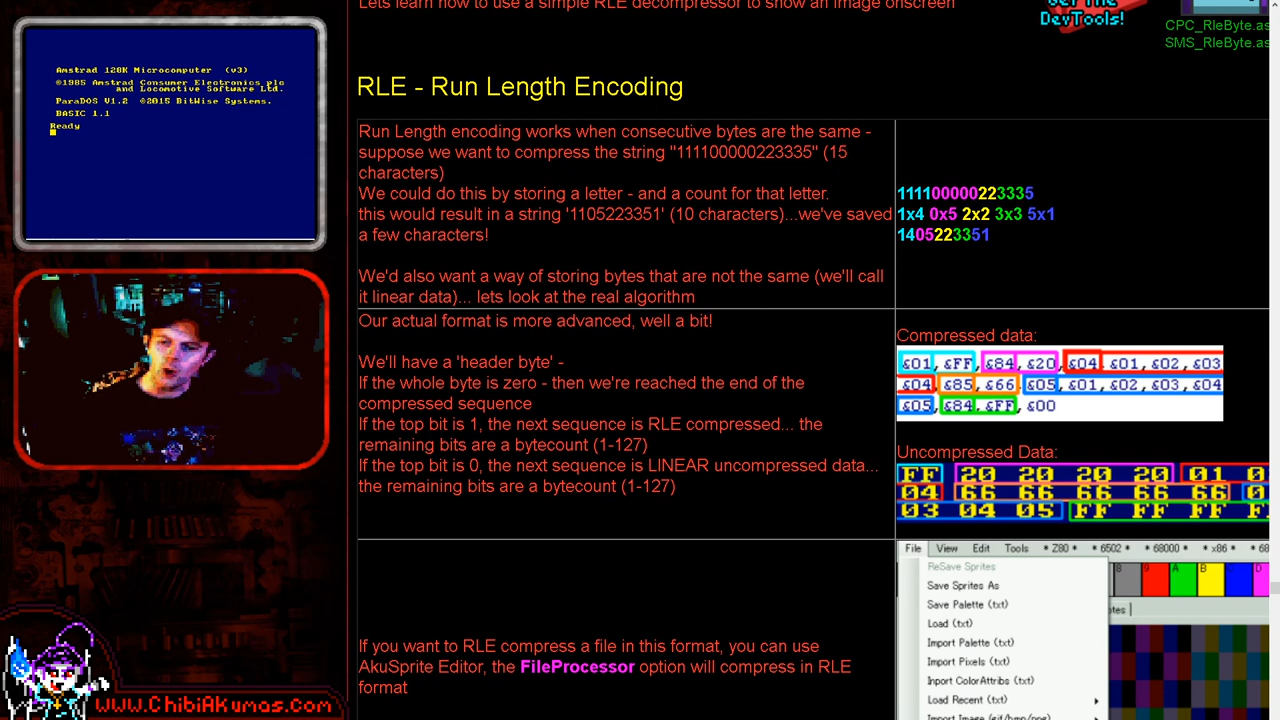 Lets learn how to use a simple RLE decompressor to show an image onscreen
DevTools!
CPC_RleByte.as
SMS_RleByte.as
Amstrad 128K Microcomputer (v3)
©1985 Amstrad Consumer Electronics plc
and Locomotive Software Ltd.
ParaDOS V1.2 ©2015 BitWise Systems.
BASIC 1.1
Ready
RLE - Run Length Encoding
Run Length encoding works when consecutive bytes are the same -
suppose we want to compress the string "111100000223335" (15
characters)
We could do this by storing a letter - and a count for that letter.
this would result in a string '1105223351' (10 characters)...we've saved
a few characters!
We'd also want a way of storing bytes that are not the same (we'll call
it linear data)... lets look at the real algorithm
111100000223335
1x4 0x5 2x2 3x3 5x1
1405223351
Our actual format is more advanced, well a bit!
We'll have a 'header byte' -
If the whole byte is zero - then we're reached the end of the
compressed sequence
If the top bit is 1, the next sequence is RLE compressed... the
remaining bits are a bytecount (1-127)
If the top bit is 0, the next sequence is LINEAR uncompressed data...
the remaining bits are a bytecount (1-127)
Compressed data:
&01,&FF,&84,&20,&04,&01,&02,&03
&04,&85,&66,&05,&01,&02,&03,&04
&05,&84,&FF,&00
Uncompressed Data:
FF 20 20 20 20 01 0
04 66 66 66 66 66 0
03 04 05 FF FF FF F
If you want to RLE compress a file in this format, you can use
AkuSprite Editor, the FileProcessor option will compress in RLE
format
File View Edit Tools * Z80 * * 6502 * * 68000 * * x86 * * 68
ReSave Sprites
Save Sprites As
Save Palette (txt)
Load (txt)
Import Palette (txt)
Import Pixels (txt)
Inport ColorAttribs (txt)
Load Recent (txt)
Import Image (gif/bmp/png)
8 9 A B D
otes
www.ChibiAkumas.com